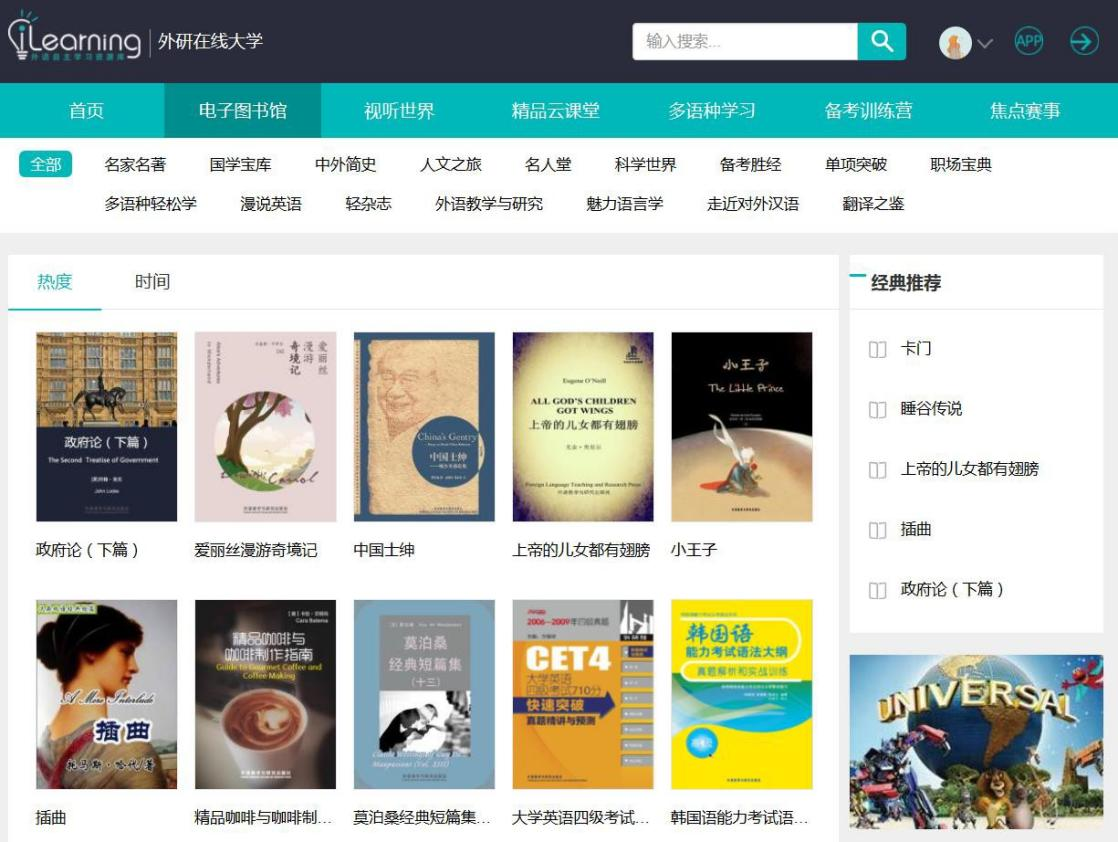 iLearning
外语自主学习资源库
外研在线大学
输入搜索...
APP
首页
电子图书馆
视听世界
精品云课堂
多语种学习
备考训练营
焦点赛事
全部
名家名著
国学宝库
中外简史
人文之旅
名人堂
科学世界
备考胜经
单项突破
职场宝典
多语种轻松学
漫说英语
轻杂志
外语教学与研究
魅力语言学
走近对外汉语
翻译之鉴
热度
时间
政府论（下篇）
The Second Treatise of Government
John Locke
爱丽丝
漫游
奇境记
China's Gentry
中国士绅
Eugene O'Neill
ALL GOD'S CHILDREN
GOT WINGS
上帝的儿女都有翅膀
Foreign Language Teaching and Research Press
外语教学与研究出版社
小王子
The Little Prince
政府论（下篇）
爱丽丝漫游奇境记
中国士绅
上帝的儿女都有翅膀
小王子
A Mere Interlude
插曲
托马斯·哈代/著
Cara Batema
精品咖啡与
咖啡制作指南
Guide to Gourmet Coffee and
Coffee Making
莫泊桑
经典短篇集
（十三）
2006—2009年四级真题
CET4
大学英语
四级考试710分
快速突破
真题精讲与预测
韩国语
能力考试语法大纲
真题解析和实战训练
插曲
精品咖啡与咖啡制...
莫泊桑经典短篇集...
大学英语四级考试...
韩国语能力考试语...
经典推荐
卡门
睡谷传说
上帝的儿女都有翅膀
插曲
政府论（下篇）
UNIVERSAL